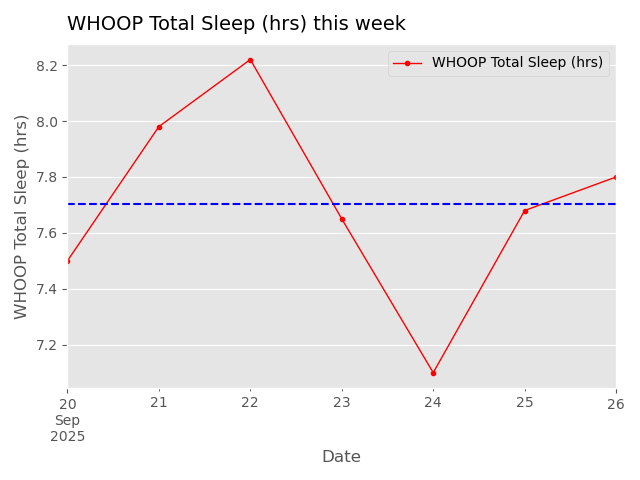 WHOOP Total Sleep (hrs) this week
WHOOP Total Sleep (hrs)
WHOOP Total Sleep (hrs)
8.2
8.0
7.8
7.6
7.4
7.2
20 21 22 23 24 25 26
Sep
2025
Date